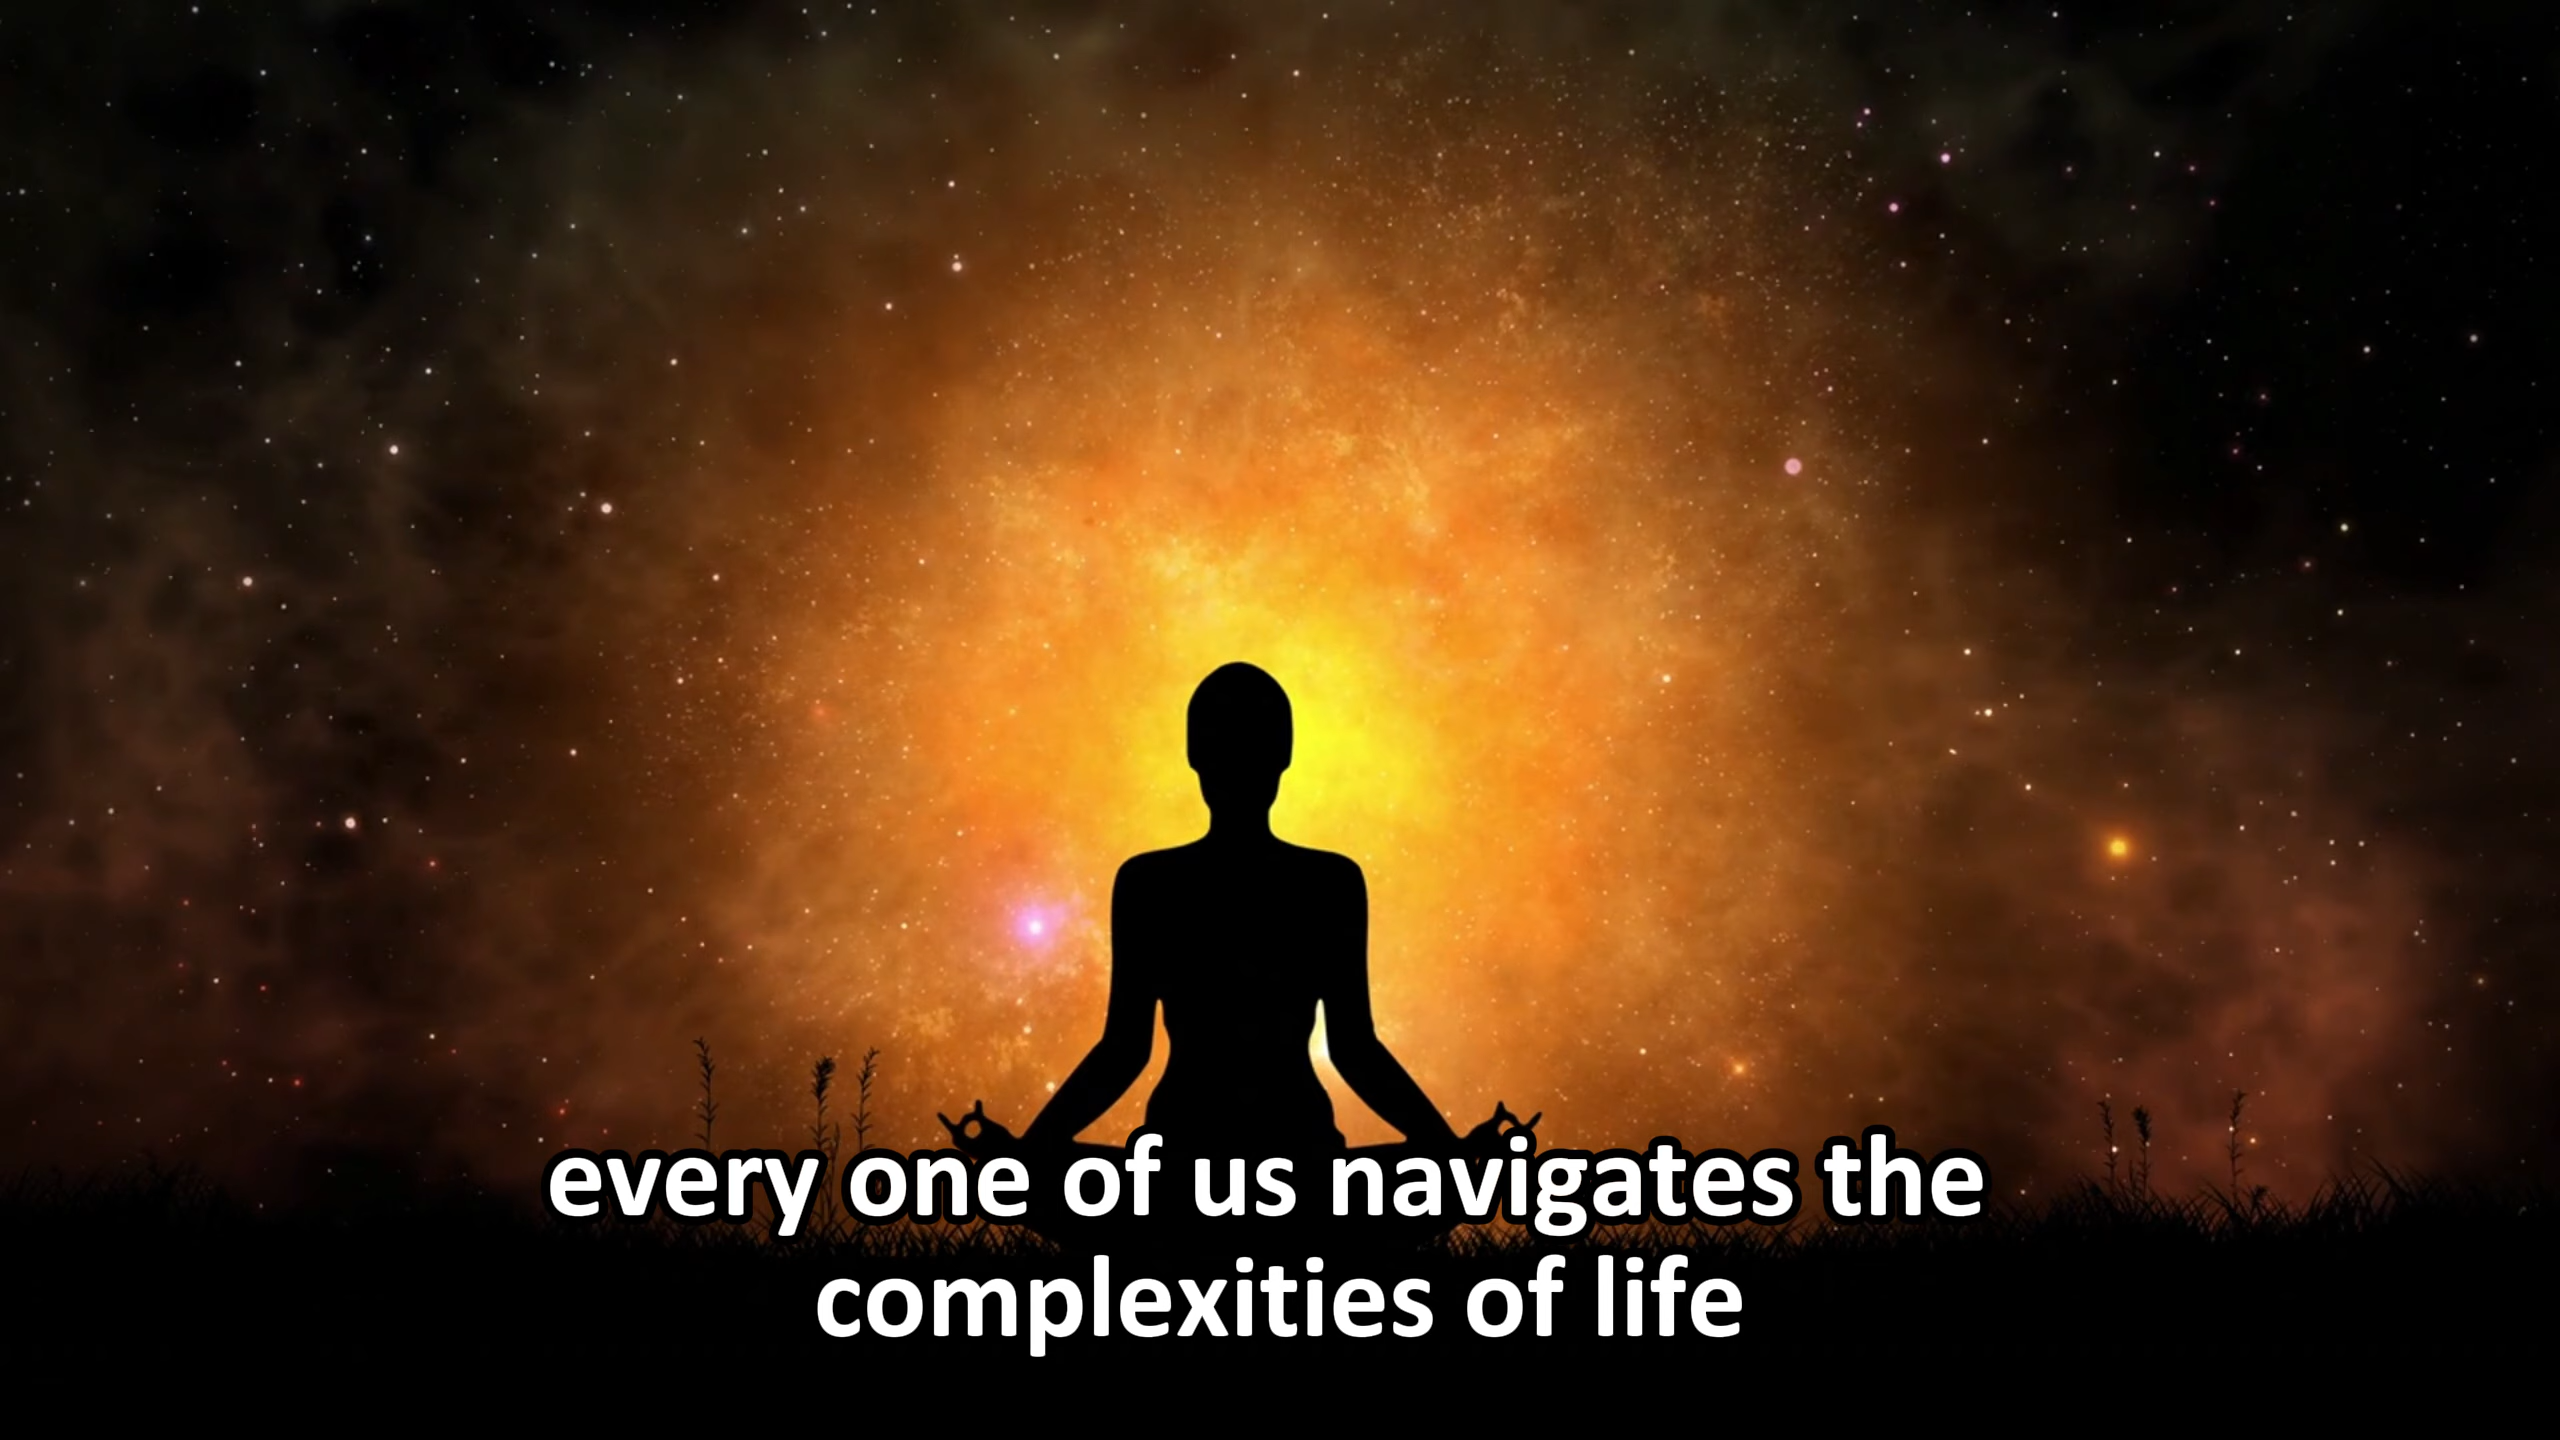 every one of us navigates the
complexities of life